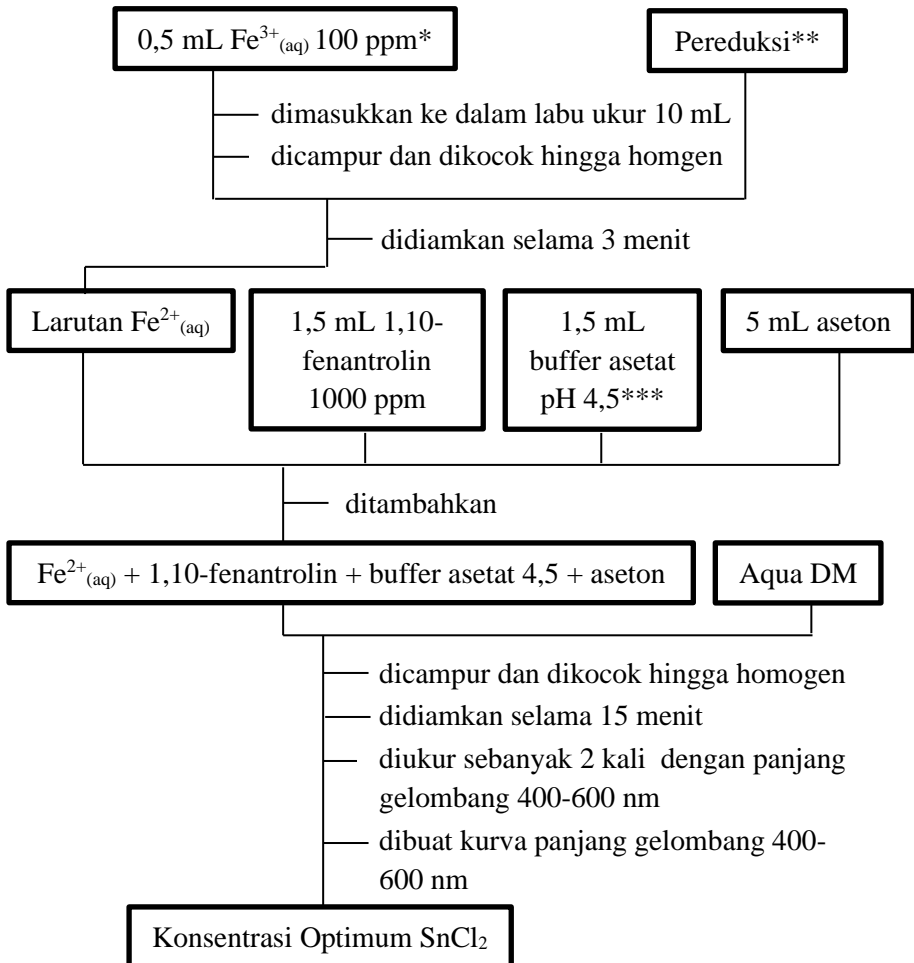 0,5 mL Fe³⁺(aq) 100 ppm*
Pereduksi**
dimasukkan ke dalam labu ukur 10 mL
dicampur dan dikocok hingga homgen
didiamkan selama 3 menit
Larutan Fe²⁺(aq)
1,5 mL 1,10-
fenantrolin
1000 ppm
1,5 mL
buffer asetat
pH 4,5***
5 mL aseton
ditambahkan
Fe²⁺(aq) + 1,10-fenantrolin + buffer asetat 4,5 + aseton
Aqua DM
dicampur dan dikocok hingga homogen
didiamkan selama 15 menit
diukur sebanyak 2 kali dengan panjang
gelombang 400-600 nm
dibuat kurva panjang gelombang 400-
600 nm
Konsentrasi Optimum SnCl₂